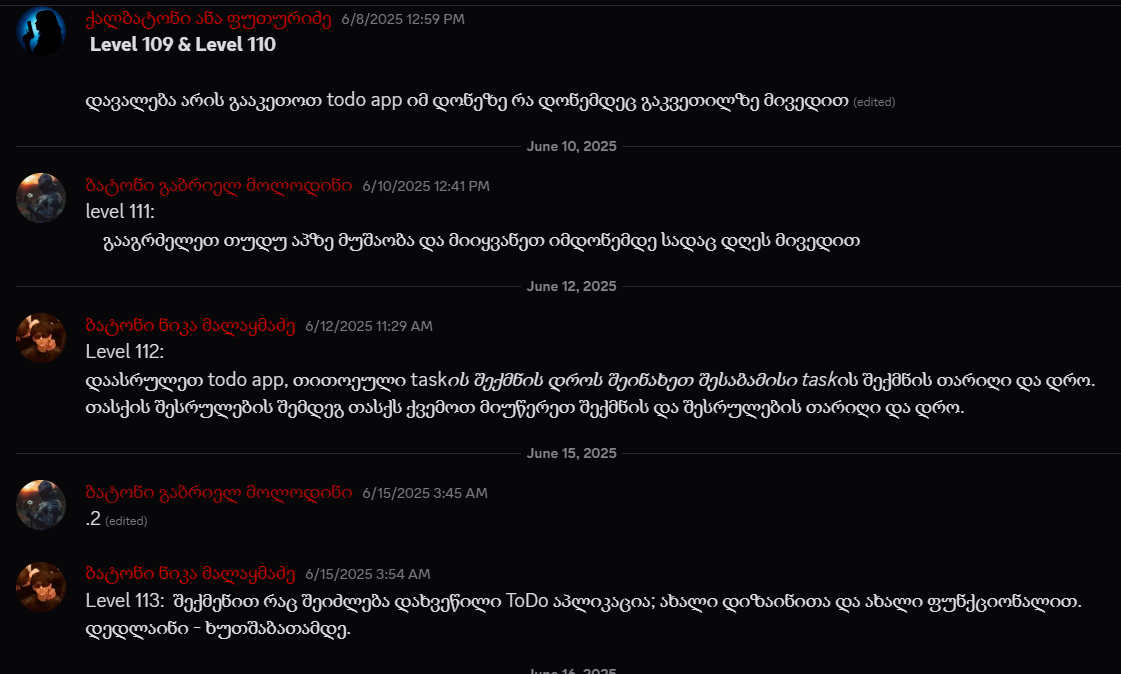 ქალბატონი ანა ფუთურიძე 6/8/2025 12:59 PM
Level 109 & Level 110
დავალება არის გააკეთოთ todo app იმ დონეზე რა დონემდეც გაკვეთილზე მივედით (edited)
June 10, 2025
ბატონი გაბრიელ მოლოდინი 6/10/2025 12:41 PM
level 111:
გააგრძელეთ თუდუ აპზე მუშაობა და მიიყვანეთ იმდონემდე სადაც დღეს მივედით
June 12, 2025
ბატონი ნიკა მალაყმაძე 6/12/2025 11:29 AM
Level 112:
დაასრულეთ todo app, თითოეული taskის შექმნის დროს შეინახეთ შესაბამისი taskის შექმნის თარიღი და დრო.
თასქის შესრულების შემდეგ თასქს ქვემოთ მიუწერეთ შექმნის და შესრულების თარიღი და დრო.
June 15, 2025
ბატონი გაბრიელ მოლოდინი 6/15/2025 3:45 AM
.2 (edited)
ბატონი ნიკა მალაყმაძე 6/15/2025 3:54 AM
Level 113: შექმენით რაც შეიძლება დახვეწილი ToDo აპლიკაცია; ახალი დიზაინითა და ახალი ფუნქციონალით.
დედლაინი - ხუთშაბათამდე.
June 16, 2025